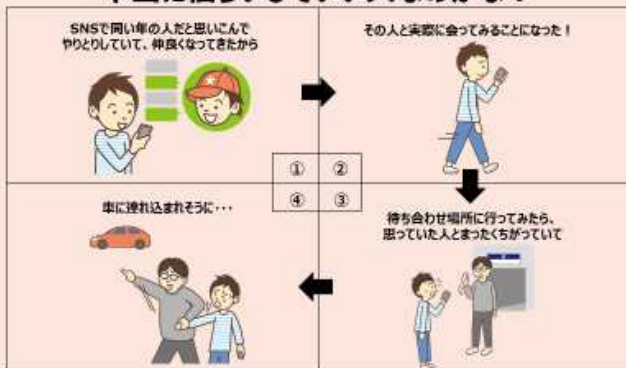 SNSで同い年の人だと思いこんで
やりとりしていて、仲良くなってきたから
その人と実際に会ってみることになった！
①
②
④
③
待ち合わせ場所に行ってみたら、
思っていた人とまったくちがっていて
車に連れ込まれそうに・・・